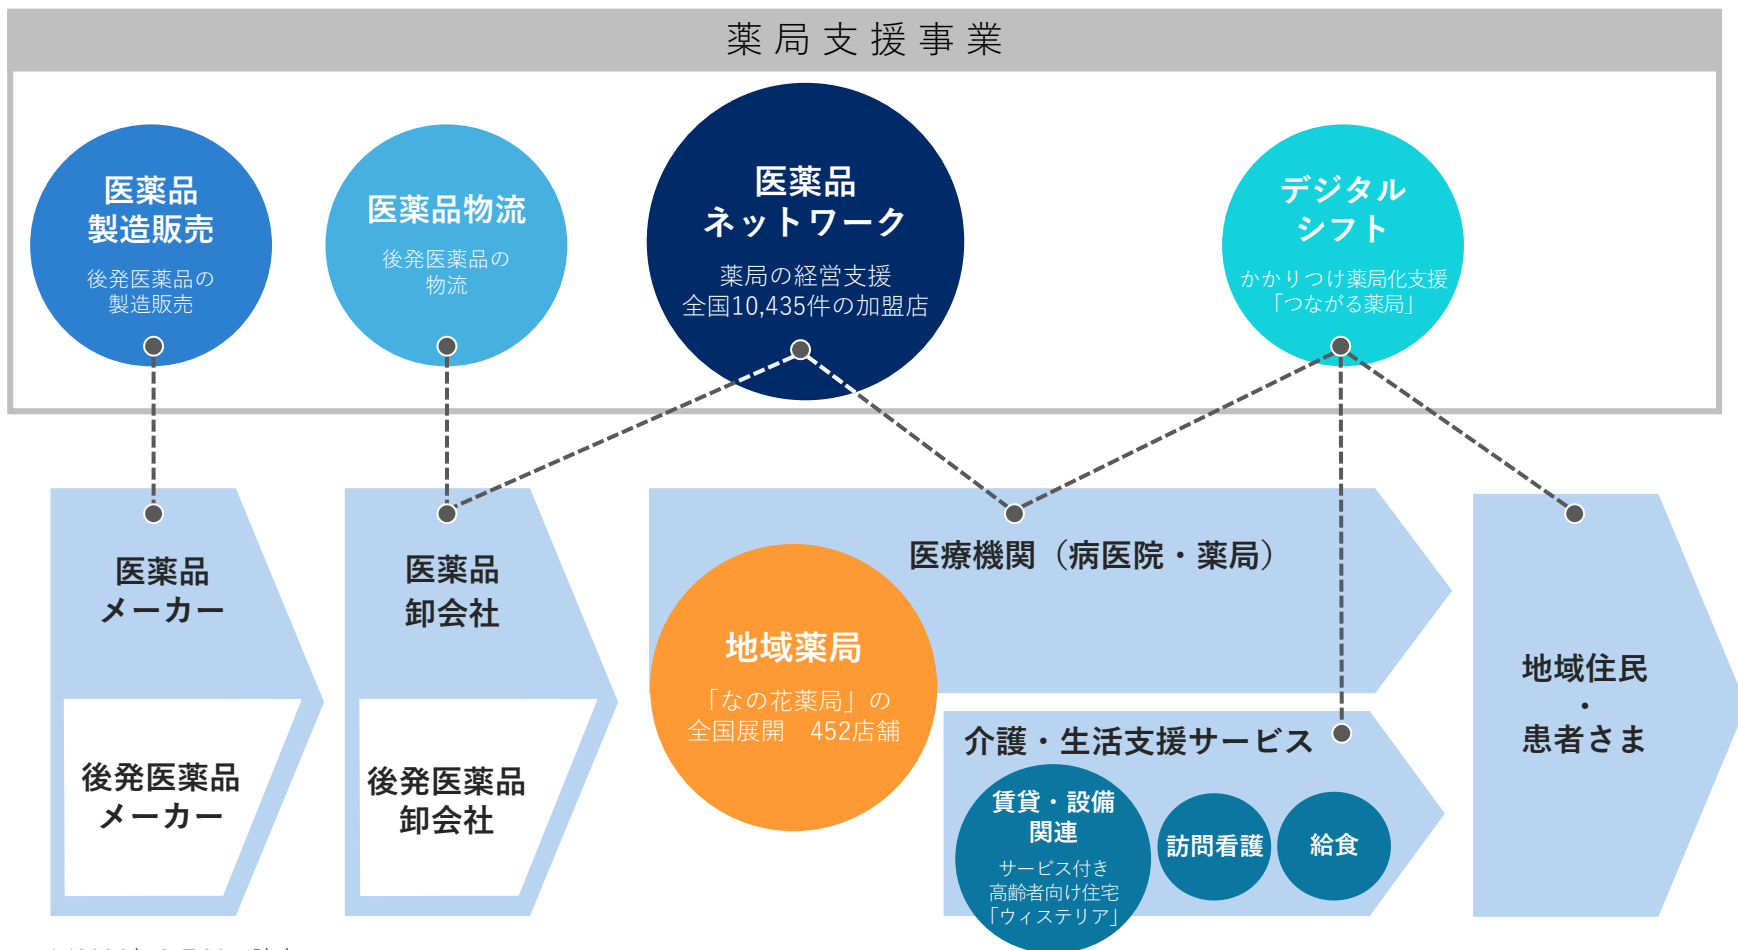 薬局支援事業
医薬品
製造販売
後発医薬品の
製造販売
医薬品物流
後発医薬品の
物流
医薬品
ネットワーク
薬局の経営支援
全国10,435件の加盟店
デジタル
シフト
かかりつけ薬局化支援
「つながる薬局」
医薬品
メーカー
後発医薬品
メーカー
医薬品
卸会社
後発医薬品
卸会社
医療機関（病医院・薬局）
地域薬局
「なの花薬局」の
全国展開　452店舗
介護・生活支援サービス
賃貸・設備
関連
サービス付き
高齢者向け住宅
「ウィステリア」
訪問看護
給食
地域住民
・
患者さま